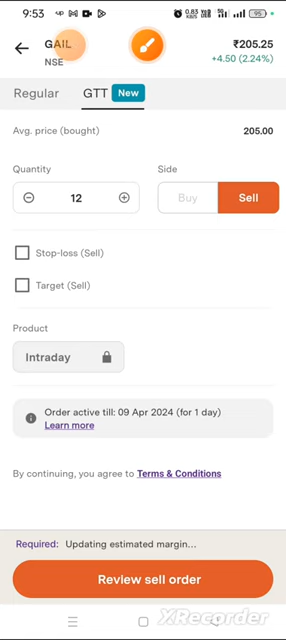 9:53
0.83 KB/S
5G
95
GAIL
₹205.25
NSE
+4.50 (2.24%)
Regular
GTT New
Avg. price (bought) 205.00
Quantity Side
12 Buy Sell
Stop-loss (Sell)
Target (Sell)
Product
Intraday
Order active till: 09 Apr 2024 (for 1 day)
Learn more
By continuing, you agree to Terms & Conditions
Required: Updating estimated margin...
Review sell order
XRecorder